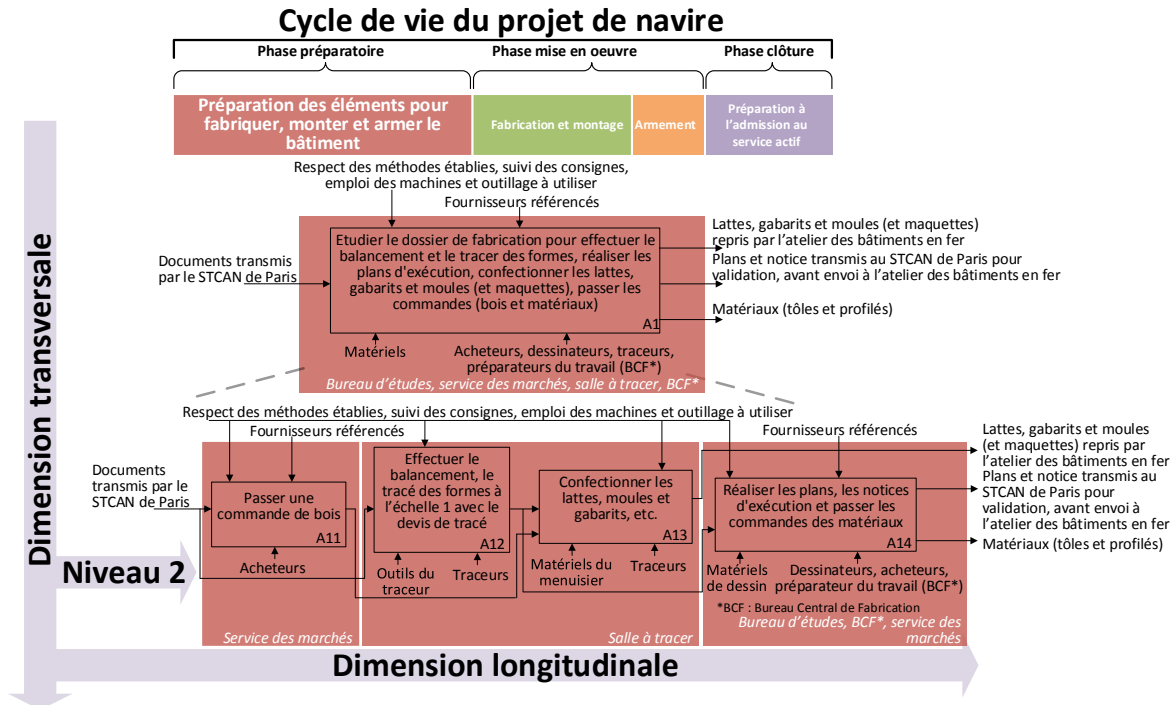 Cycle de vie du projet de navire
Phase préparatoire
Phase mise en oeuvre
Phase clôture
Préparation des éléments pour
fabriquer, monter et armer le
bâtiment
Fabrication et montage
Armement
Préparation à
l'admission au
service actif
Dimension transversale
Respect des méthodes établies, suivi des consignes,
emploi des machines et outillage à utiliser
Fournisseurs référencés
Documents transmis
par le STCAN de Paris
Etudier le dossier de fabrication pour effectuer le
balancement et le tracer des formes, réaliser les
plans d'exécution, confectionner les lattes,
gabarits et moules (et maquettes), passer les
commandes (bois et matériaux)
A1
Lattes, gabarits et moules (et maquettes)
repris par l'atelier des bâtiments en fer
Plans et notice transmis au STCAN de Paris pour
validation, avant envoi à l'atelier des bâtiments en fer
Matériaux (tôles et profilés)
Matériels
Acheteurs, dessinateurs, traceurs,
préparateurs du travail (BCF*)
Bureau d'études, service des marchés, salle à tracer, BCF*
Respect des méthodes établies, suivi des consignes, emploi des machines et outillage à utiliser
Fournisseurs référencés
Fournisseurs référencés
Documents
transmis par le
STCAN de Paris
Passer une
commande de bois
A11
Acheteurs
Effectuer le
balancement, le
tracé des formes à
l'échelle 1 avec le
devis de tracé
A12
Outils du
traceur
Traceurs
Confectionner les
lattes, moules et
gabarits, etc.
A13
Matériels du
menuisier
Traceurs
Réaliser les plans, les notices
d'exécution et passer les
commandes des matériaux
A14
Matériels
de dessin
Dessinateurs, acheteurs,
préparateur du travail (BCF*)
*BCF : Bureau Central de Fabrication
Lattes, gabarits et moules
(et maquettes) repris par
l'atelier des bâtiments en fer
Plans et notice transmis au
STCAN de Paris pour
validation, avant envoi à
l'atelier des bâtiments en fer
Matériaux (tôles et profilés)
Niveau 2
Service des marchés
Salle à tracer
Bureau d'études, BCF*, service des
marchés
Dimension longitudinale